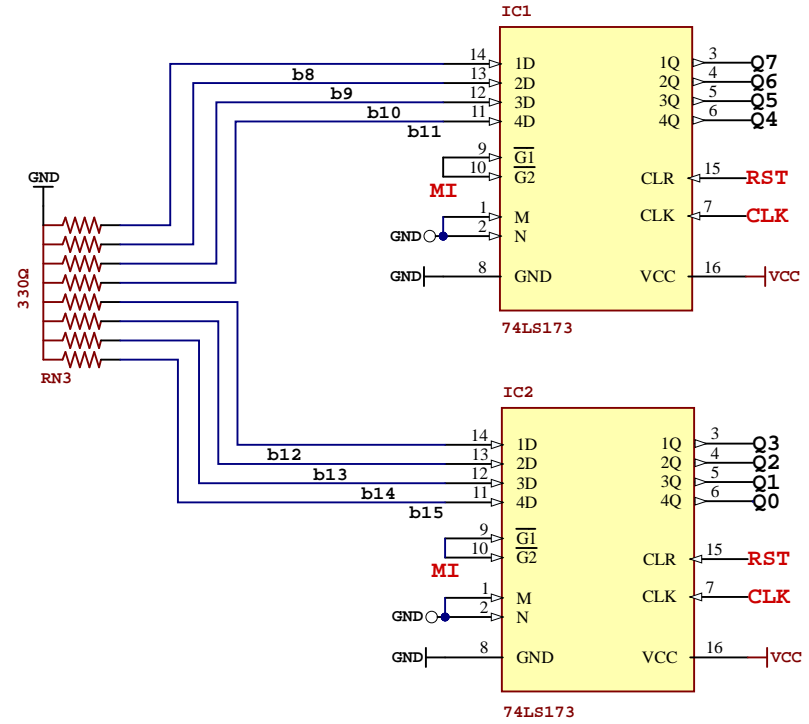 IC1
14 1D 1Q 3 Q7
b8 13 2D 2Q 4 Q6
b9 12 3D 3Q 5 Q5
b10 11 4D 4Q 6 Q4
b11
9 G1
10 G2 CLR 15 RST
MI
1 M CLK 7 CLK
GND 2 N
GND 8 GND VCC 16 VCC
74LS173
GND
330Ω
RN3
IC2
14 1D 1Q 3 Q3
b12 13 2D 2Q 4 Q2
b13 12 3D 3Q 5 Q1
b14 11 4D 4Q 6 Q0
b15
9 G1
10 G2 CLR 15 RST
MI
1 M CLK 7 CLK
GND 2 N
GND 8 GND VCC 16 VCC
74LS173